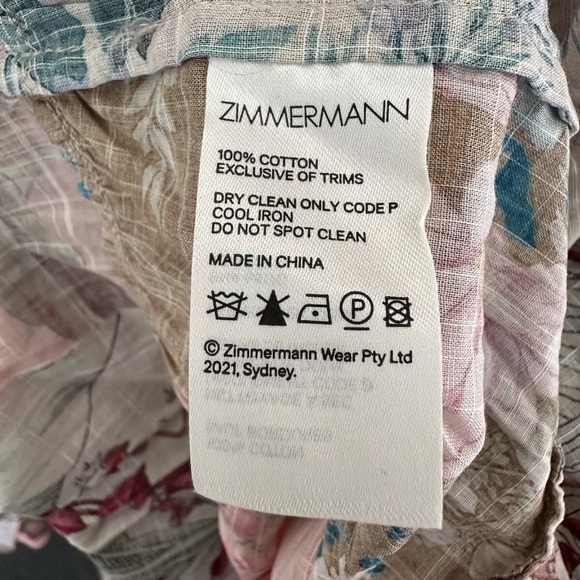 ZIMMERMANN
100% COTTON
EXCLUSIVE OF TRIMS
DRY CLEAN ONLY CODE P
COOL IRON
DO NOT SPOT CLEAN
MADE IN CHINA
P
© Zimmermann Wear Pty Ltd
2021, Sydney.